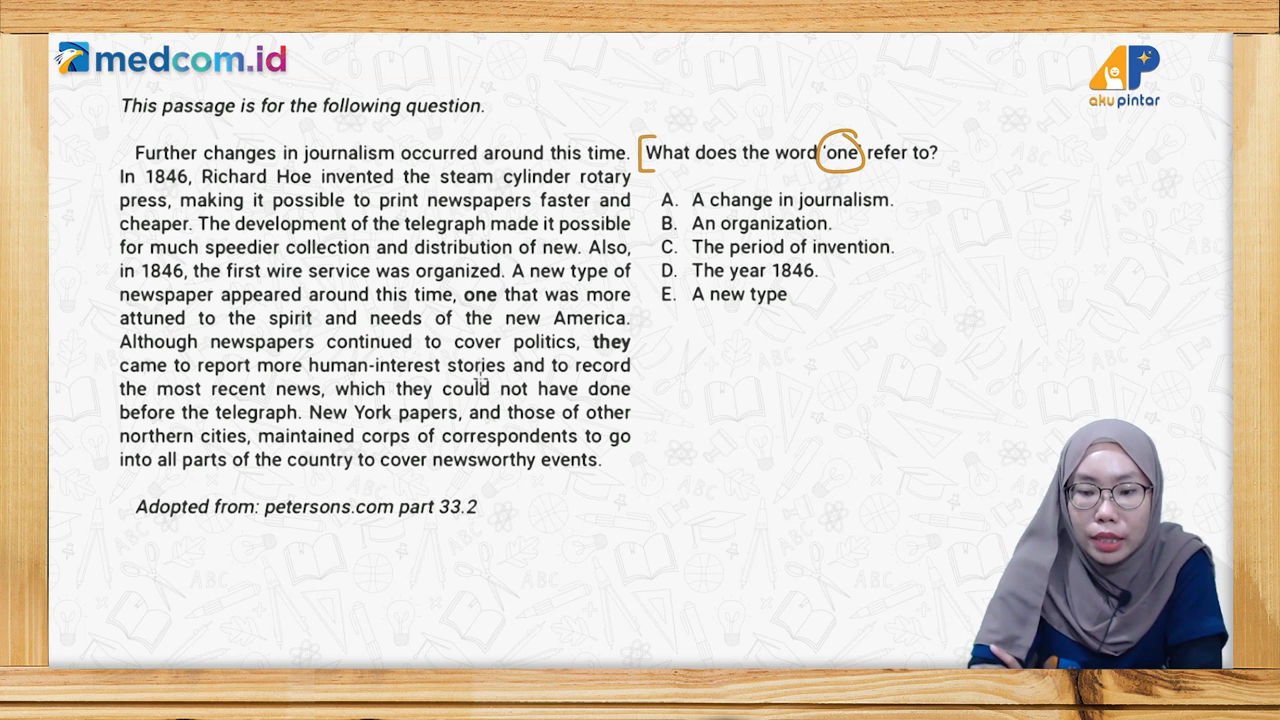 medcom.id
AP
aku pintar
This passage is for the following question.
Further changes in journalism occurred around this time.
In 1846, Richard Hoe invented the steam cylinder rotary
press, making it possible to print newspapers faster and
cheaper. The development of the telegraph made it possible
for much speedier collection and distribution of new. Also,
in 1846, the first wire service was organized. A new type of
newspaper appeared around this time, one that was more
attuned to the spirit and needs of the new America.
Although newspapers continued to cover politics, they
came to report more human-interest stories and to record
the most recent news, which they could not have done
before the telegraph. New York papers, and those of other
northern cities, maintained corps of correspondents to go
into all parts of the country to cover newsworthy events.
Adopted from: petersons.com part 33.2
What does the word 'one' refer to?
A. A change in journalism.
B. An organization.
C. The period of invention.
D. The year 1846.
E. A new type